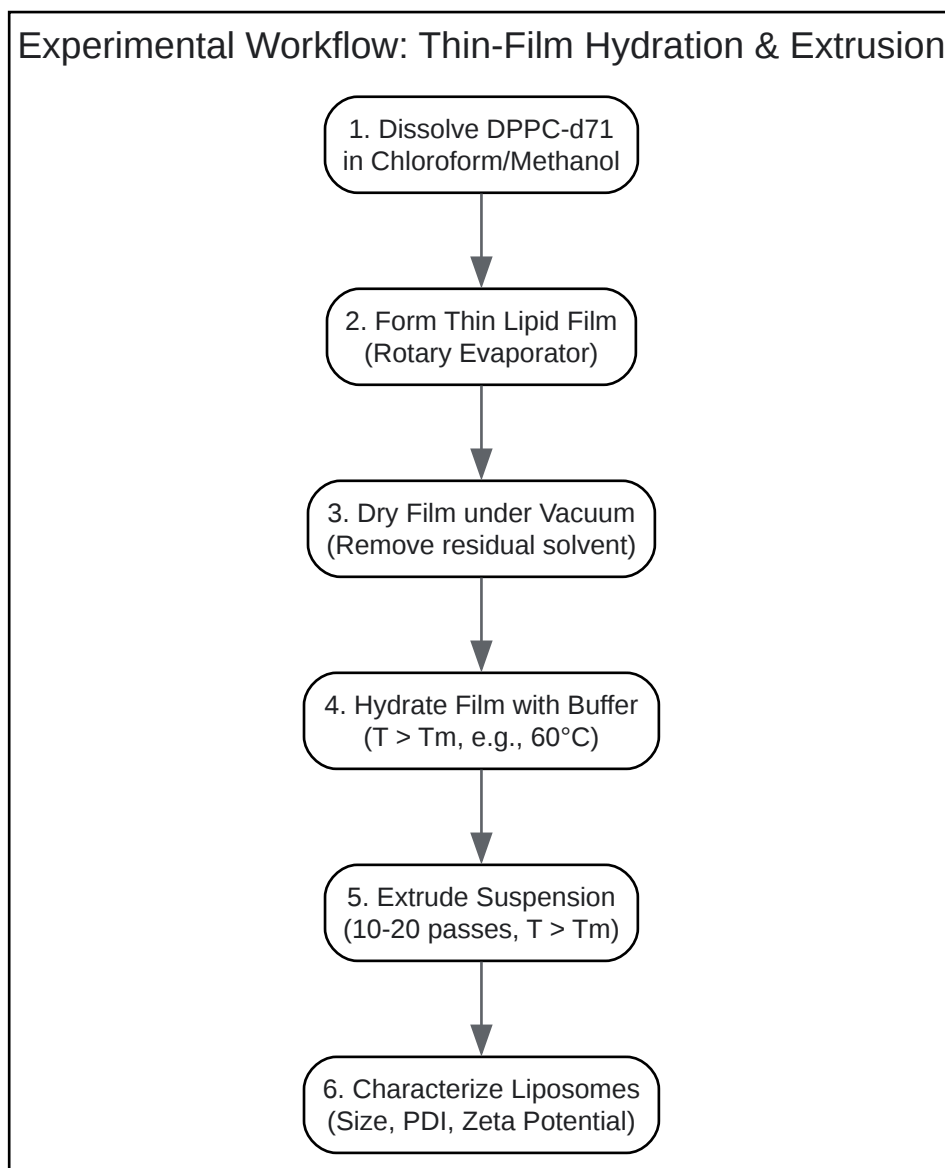 Experimental Workflow: Thin-Film Hydration & Extrusion
1. Dissolve DPPC-d71
in Chloroform/Methanol
2. Form Thin Lipid Film
(Rotary Evaporator)
3. Dry Film under Vacuum
(Remove residual solvent)
4. Hydrate Film with Buffer
(T > Tm, e.g., 60°C)
5. Extrude Suspension
(10-20 passes, T > Tm)
6. Characterize Liposomes
(Size, PDI, Zeta Potential)